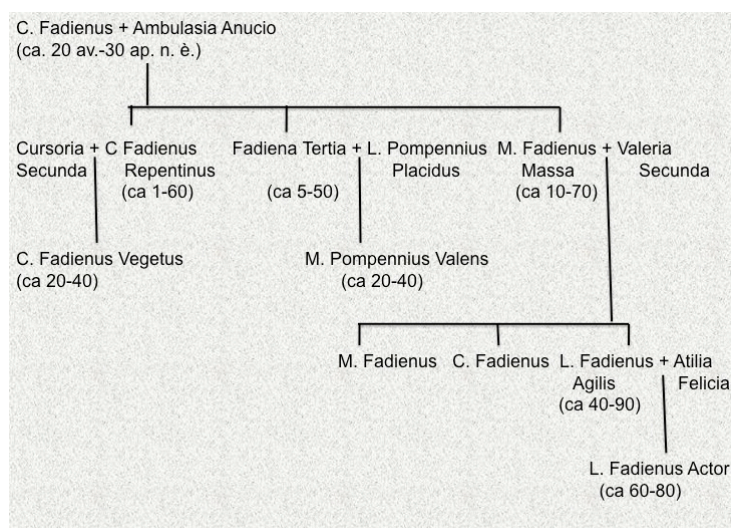 C. Fadienus + Ambulasia Anucio
(ca. 20 av.-30 ap. n. è.)
Cursoria + C Fadienus
Secunda Repentinus
(ca 1-60)
Fadiena Tertia + L. Pompennius
Placidus
(ca 5-50)
M. Fadienus + Valeria
Massa Secunda
(ca 10-70)
C. Fadienus Vegetus
(ca 20-40)
M. Pompennius Valens
(ca 20-40)
M. Fadienus
C. Fadienus
L. Fadienus + Atilia
Agilis Felicia
(ca 40-90)
L. Fadienus Actor
(ca 60-80)